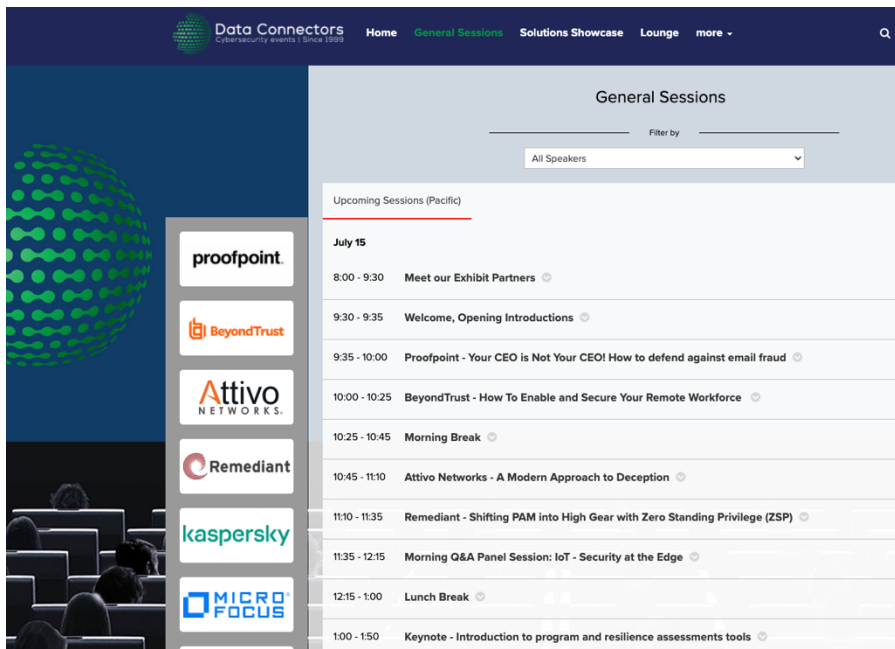 Data Connectors
Cybersecurity events | Since 1999
Home General Sessions Solutions Showcase Lounge more
General Sessions
Filter by
All Speakers
Upcoming Sessions (Pacific)
July 15
8:00 - 9:30 Meet our Exhibit Partners
9:30 - 9:35 Welcome, Opening Introductions
9:35 - 10:00 Proofpoint - Your CEO is Not Your CEO! How to defend against email fraud
10:00 - 10:25 BeyondTrust - How To Enable and Secure Your Remote Workforce
10:25 - 10:45 Morning Break
10:45 - 11:10 Attivo Networks - A Modern Approach to Deception
11:10 - 11:35 Remediant - Shifting PAM into High Gear with Zero Standing Privilege (ZSP)
11:35 - 12:15 Morning Q&A Panel Session: IoT - Security at the Edge
12:15 - 1:00 Lunch Break
1:00 - 1:50 Keynote - Introduction to program and resilience assessments tools
proofpoint.
BeyondTrust
Attivo
NETWORKS.
Remediant
kaspersky
MICRO
FOCUS